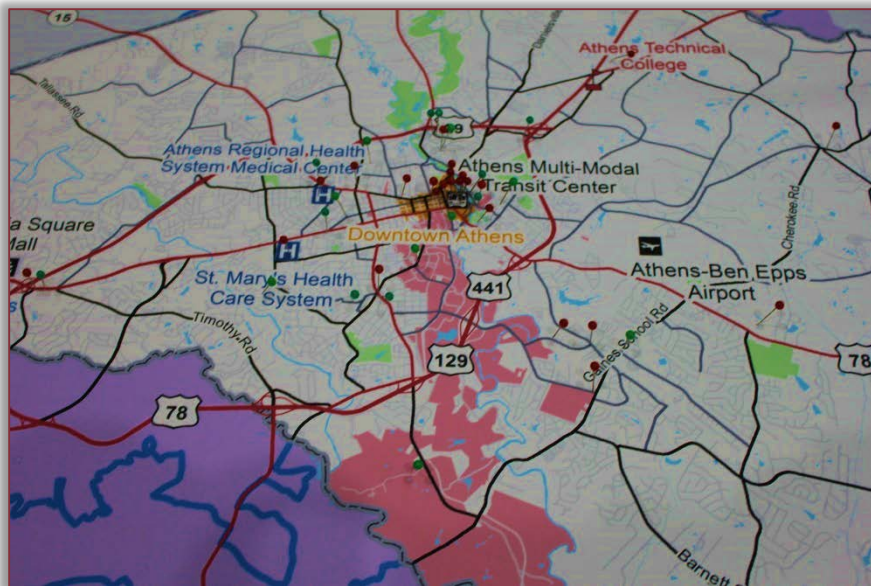 15
Athens Technical
College
Tallassee Rd
Danielsville
Athens Regional Health
System Medical Center
Athens Multi-Modal
Transit Center
Cherokee Rd
a Square
Mall
H
Downtown Athens
H
St. Mary's Health
Care System
441
Athens-Ben Epps
Airport
Timothy Rd
Gaines School Rd
129
78
78
Barnett